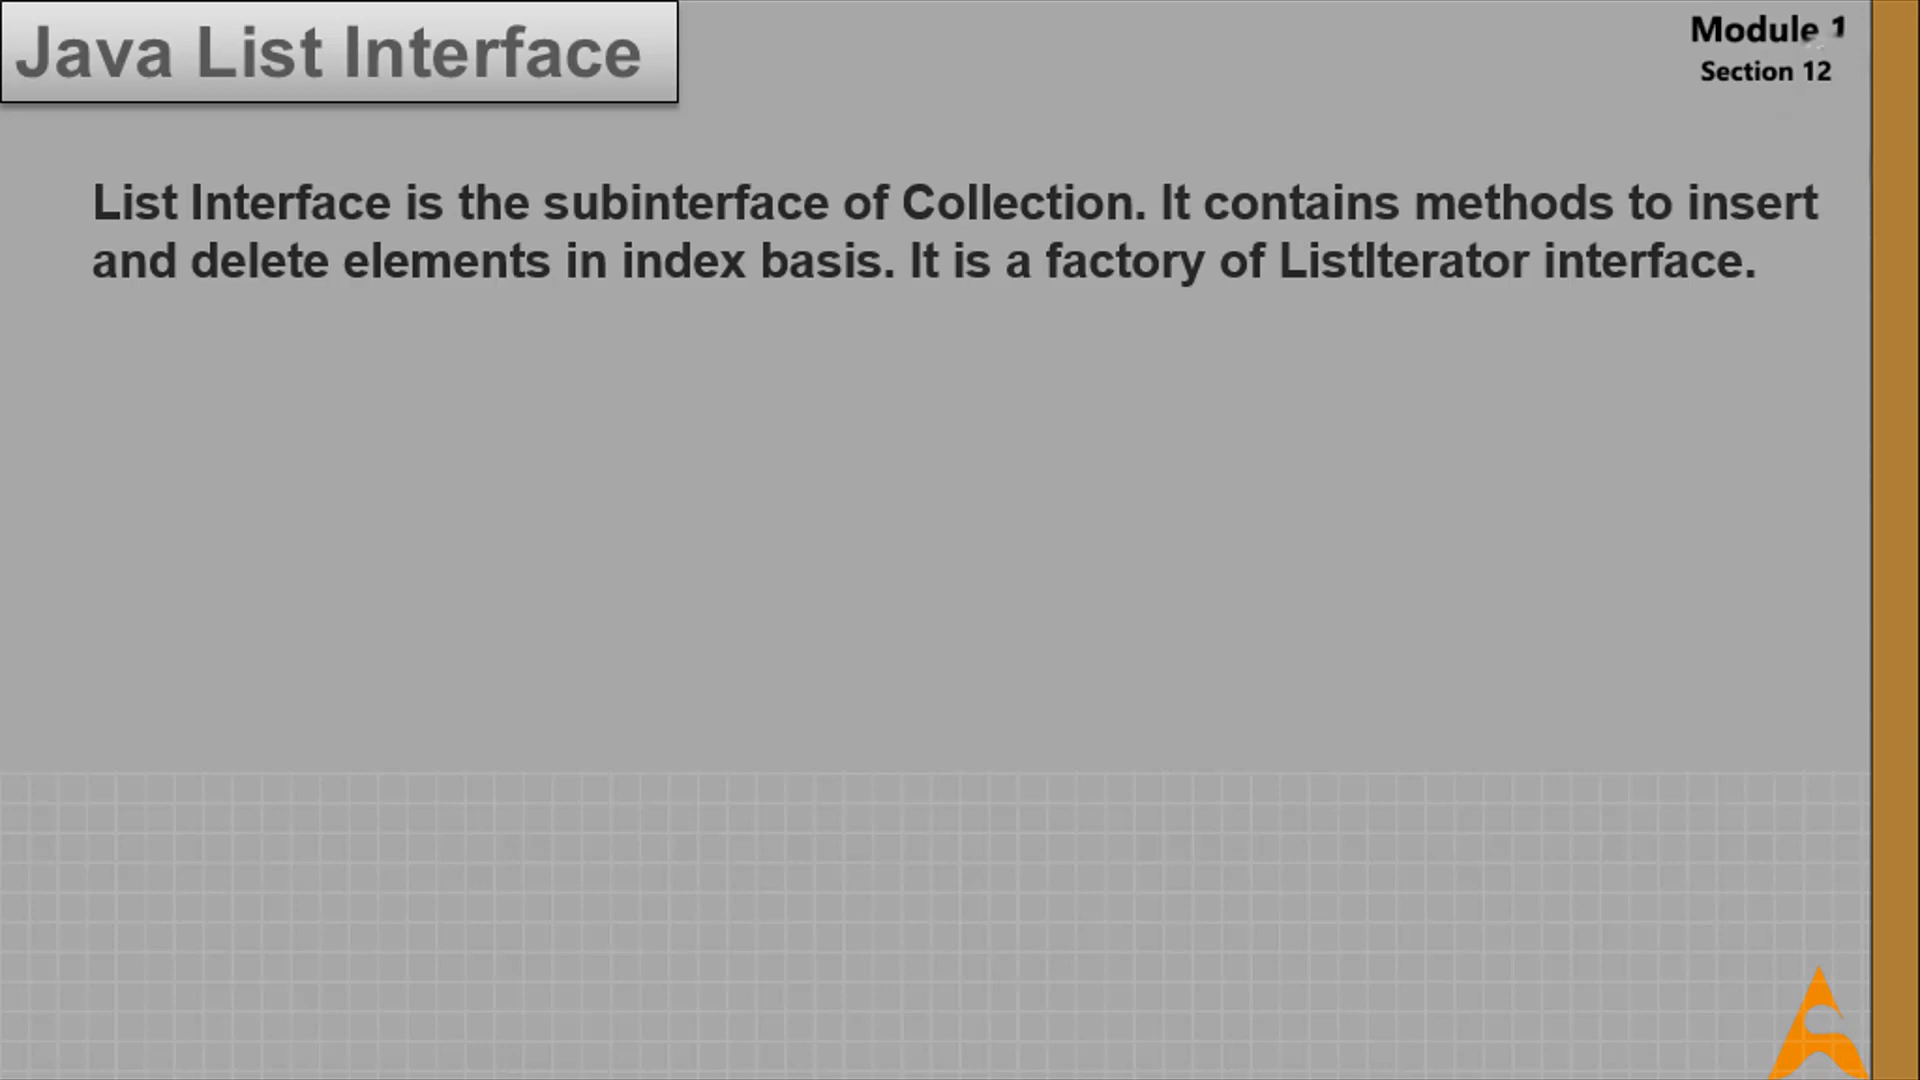 Java List Interface
Module 1
Section 12
List Interface is the subinterface of Collection. It contains methods to insert
and delete elements in index basis. It is a factory of ListIterator interface.